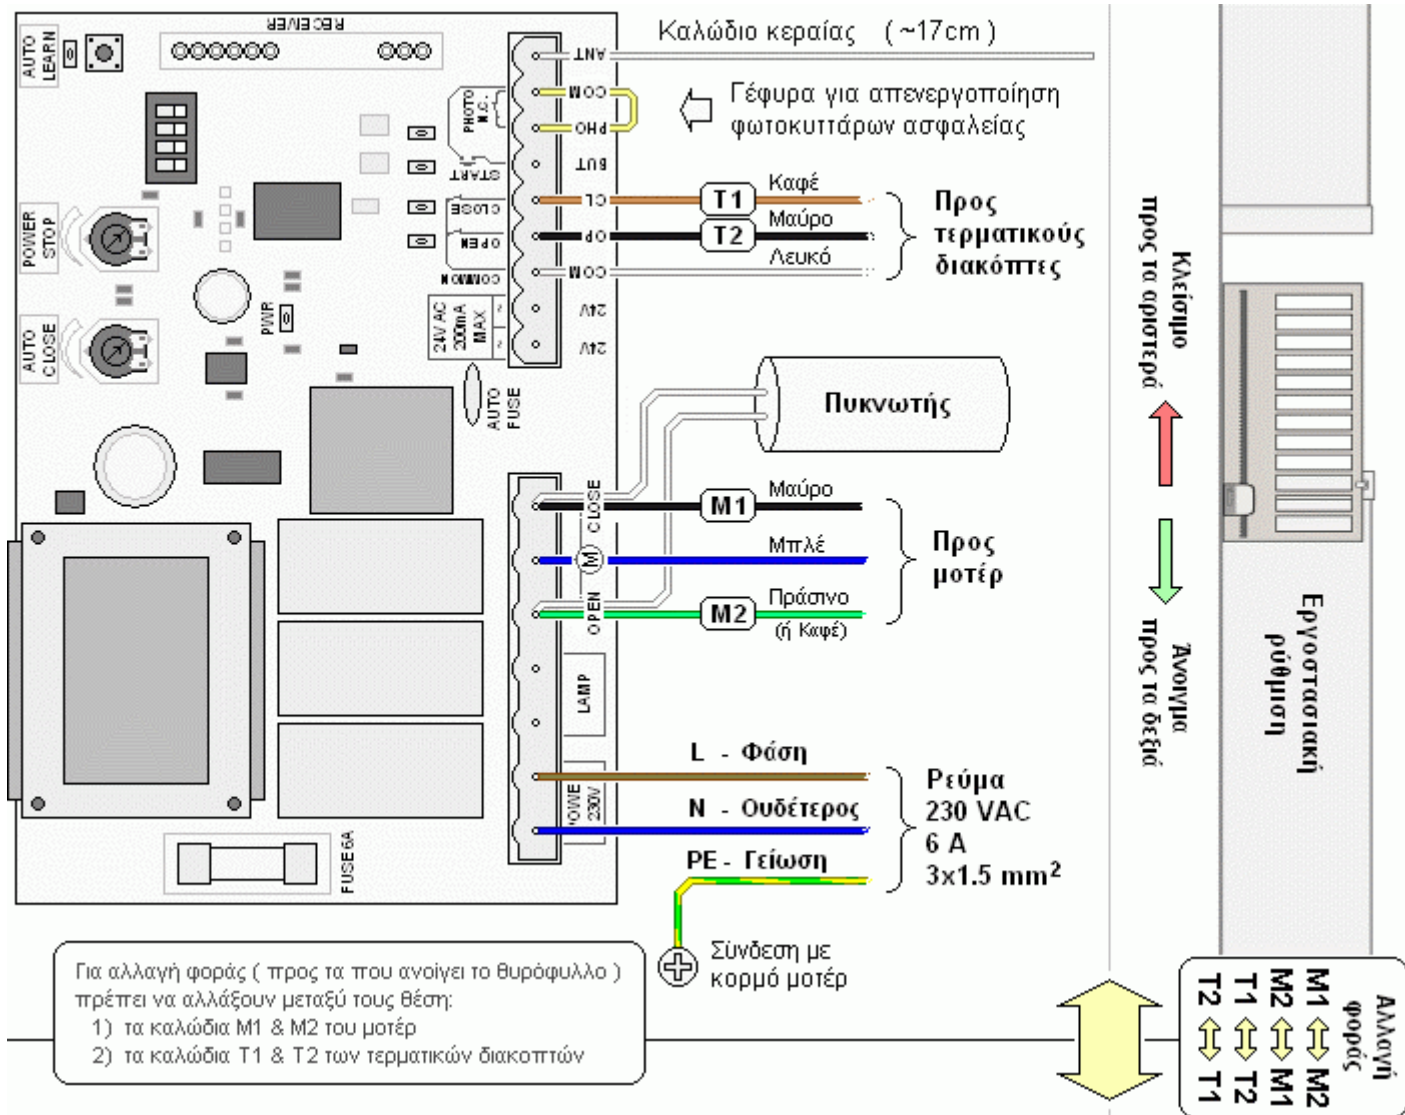 RECEIVER
AUTO
LEARN
ANT
Καλώδιο κεραίας ( ~17cm )
COM
PHO
PHOTO
N.C.
Γέφυρα για απενεργοποίηση
φωτοκυττάρων ασφαλείας
BUT
START
CL
CLOSE
T1
Καφέ
OP
OPEN
T2
Μαύρο
COM
COMMON
Λευκό
Προς
τερματικούς
διακόπτες
POWER
STOP
24V
24V
24V AC
200mA
MAX
~
~
PWR
AUTO
CLOSE
AUTO
FUSE
Πυκνωτής
CLOSE
M
OPEN
M1
Μαύρο
Μπλέ
M2
Πράσινο
(ή Καφέ)
Προς
μοτέρ
LAMP
L - Φάση
N - Ουδέτερος
PE - Γείωση
POWE
230V
Ρεύμα
230 VAC
6 A
3x1.5 mm²
FUSE 6A
Σύνδεση με
κορμό μοτέρ
Για αλλαγή φοράς ( προς τα που ανοίγει το θυρόφυλλο )
πρέπει να αλλάξουν μεταξύ τους θέση:
1) τα καλώδια M1 & M2 του μοτέρ
2) τα καλώδια T1 & T2 των τερματικών διακοπτών
Κλείσιμο
προς τα αριστερά
Άνοιγμα
προς τα δεξιά
Εργοστασιακή
ρύθμιση
Αλλαγή
φοράς
M1 M2
M2 M1
T1 T2
T2 T1